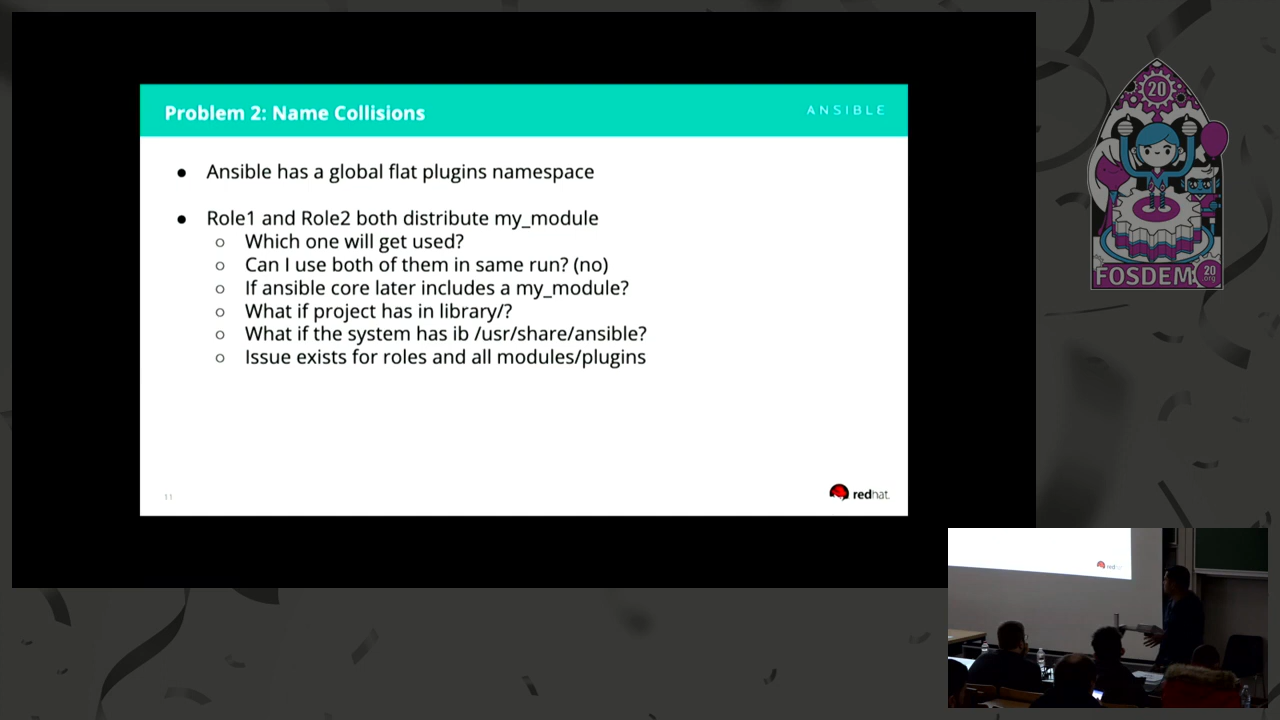 Problem 2: Name Collisions
ANSIBLE
● Ansible has a global flat plugins namespace
● Role1 and Role2 both distribute my_module
○ Which one will get used?
○ Can I use both of them in same run? (no)
○ If ansible core later includes a my_module?
○ What if project has in library/?
○ What if the system has ib /usr/share/ansible?
○ Issue exists for roles and all modules/plugins
11
redhat.
20
FOSDEM
20
.org